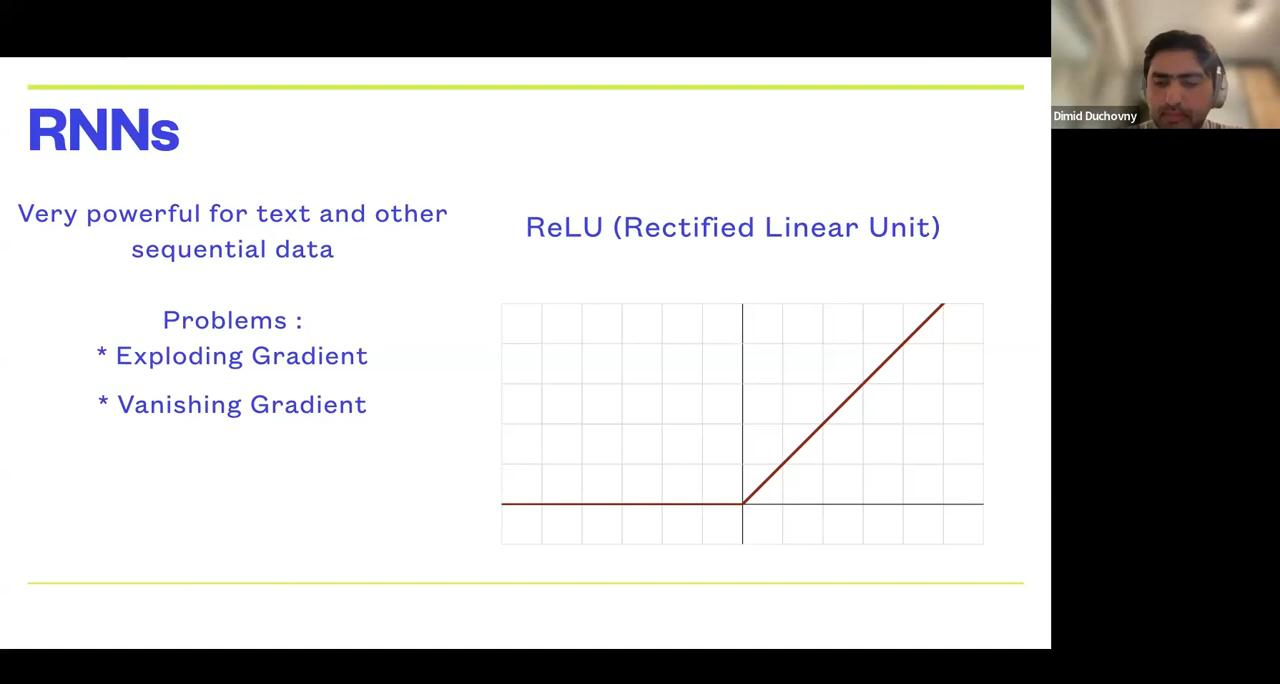 RNNs
Very powerful for text and other
sequential data
Problems :
* Exploding Gradient
* Vanishing Gradient
ReLU (Rectified Linear Unit)
Dimid Duchovny